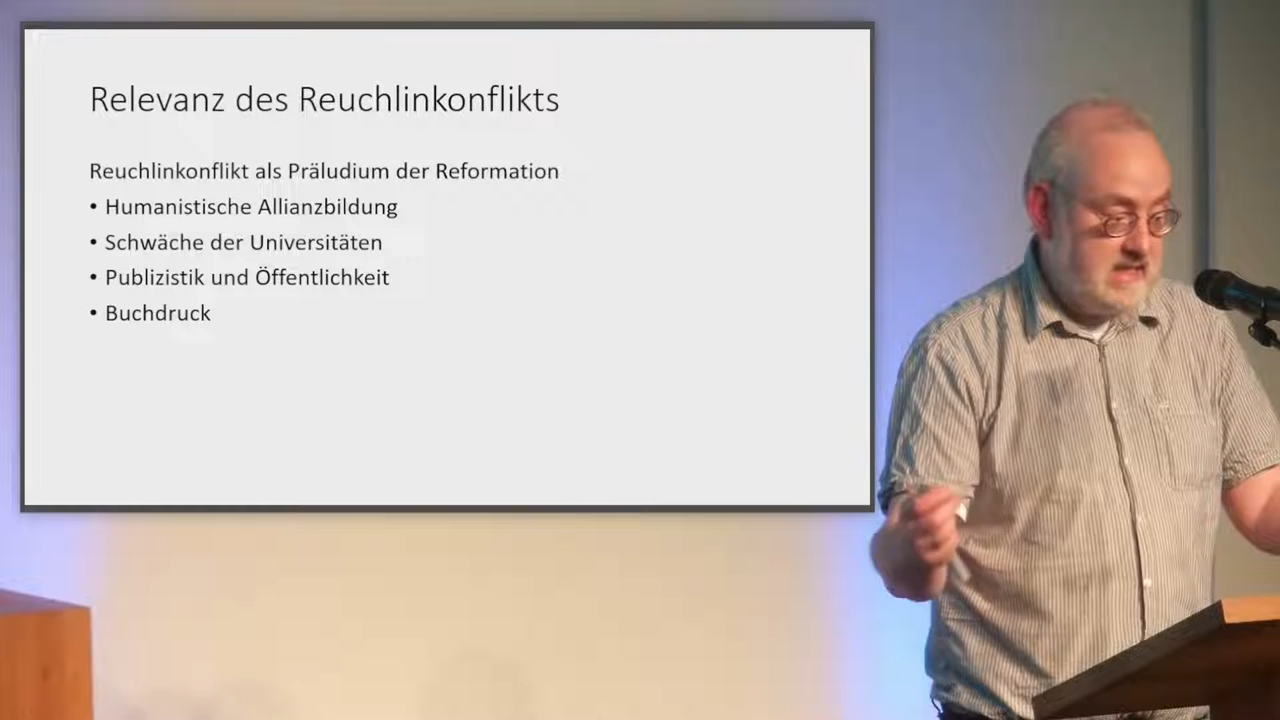 Relevanz des Reuchlinkonflikts
Reuchlinkonflikt als Präludium der Reformation
• Humanistische Allianzbildung
• Schwäche der Universitäten
• Publizistik und Öffentlichkeit
• Buchdruck